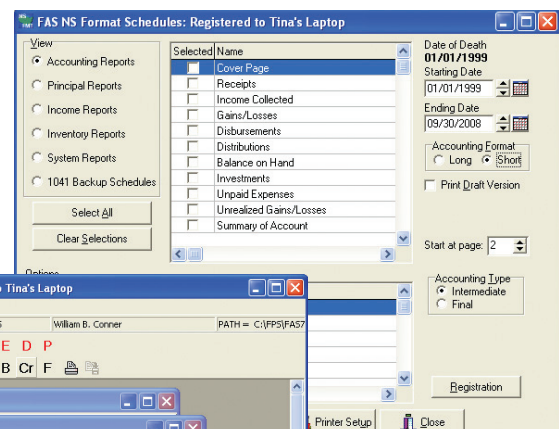 FAS NS Format Schedules: Registered to Tina's Laptop
View
Accounting Reports
Principal Reports
Income Reports
Inventory Reports
System Reports
1041 Backup Schedules
Select All
Clear Selections
Selected Name
Cover Page
Receipts
Income Collected
Gains/Losses
Disbursements
Distributions
Balance on Hand
Investments
Unpaid Expenses
Unrealized Gains/Losses
Summary of Account
Date of Death
01/01/1999
Starting Date
01/01/1999
Ending Date
09/30/2008
Accounting Format
Long Short
Print Draft Version
Start at page: 2
Options
Accounting Type
Intermediate
Final
Registration
Printer Setup Close
Tina's Laptop
William B. Conner PATH = C:\FPS\FAS7
E D P
B Cr F